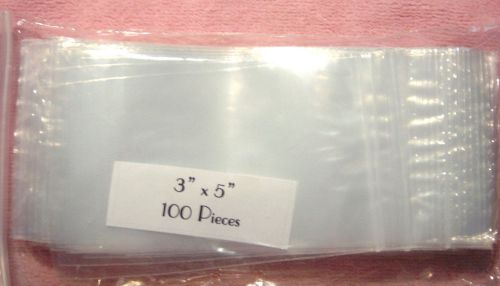 3" x 5"
100 Pieces